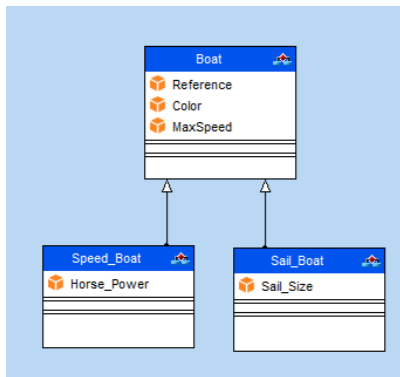 Boat
Reference
Color
MaxSpeed
Speed_Boat
Horse_Power
Sail_Boat
Sail_Size